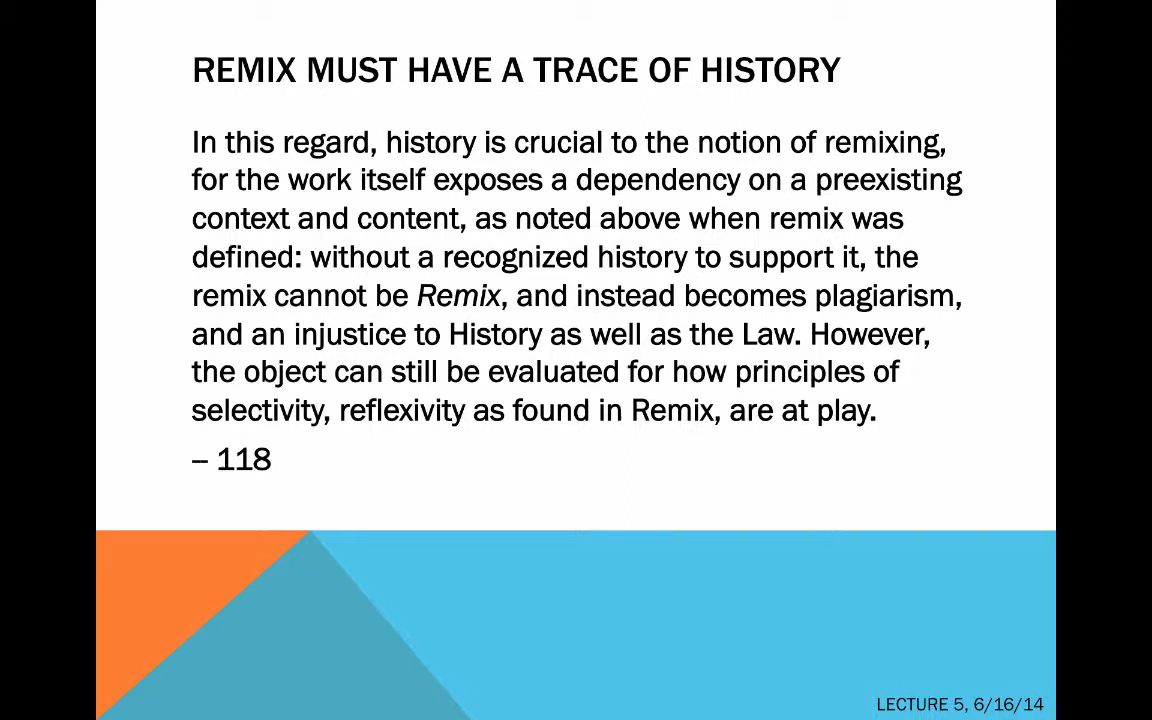 REMIX MUST HAVE A TRACE OF HISTORY
In this regard, history is crucial to the notion of remixing,
for the work itself exposes a dependency on a preexisting
context and content, as noted above when remix was
defined: without a recognized history to support it, the
remix cannot be Remix, and instead becomes plagiarism,
and an injustice to History as well as the Law. However,
the object can still be evaluated for how principles of
selectivity, reflexivity as found in Remix, are at play.
– 118
LECTURE 5, 6/16/14